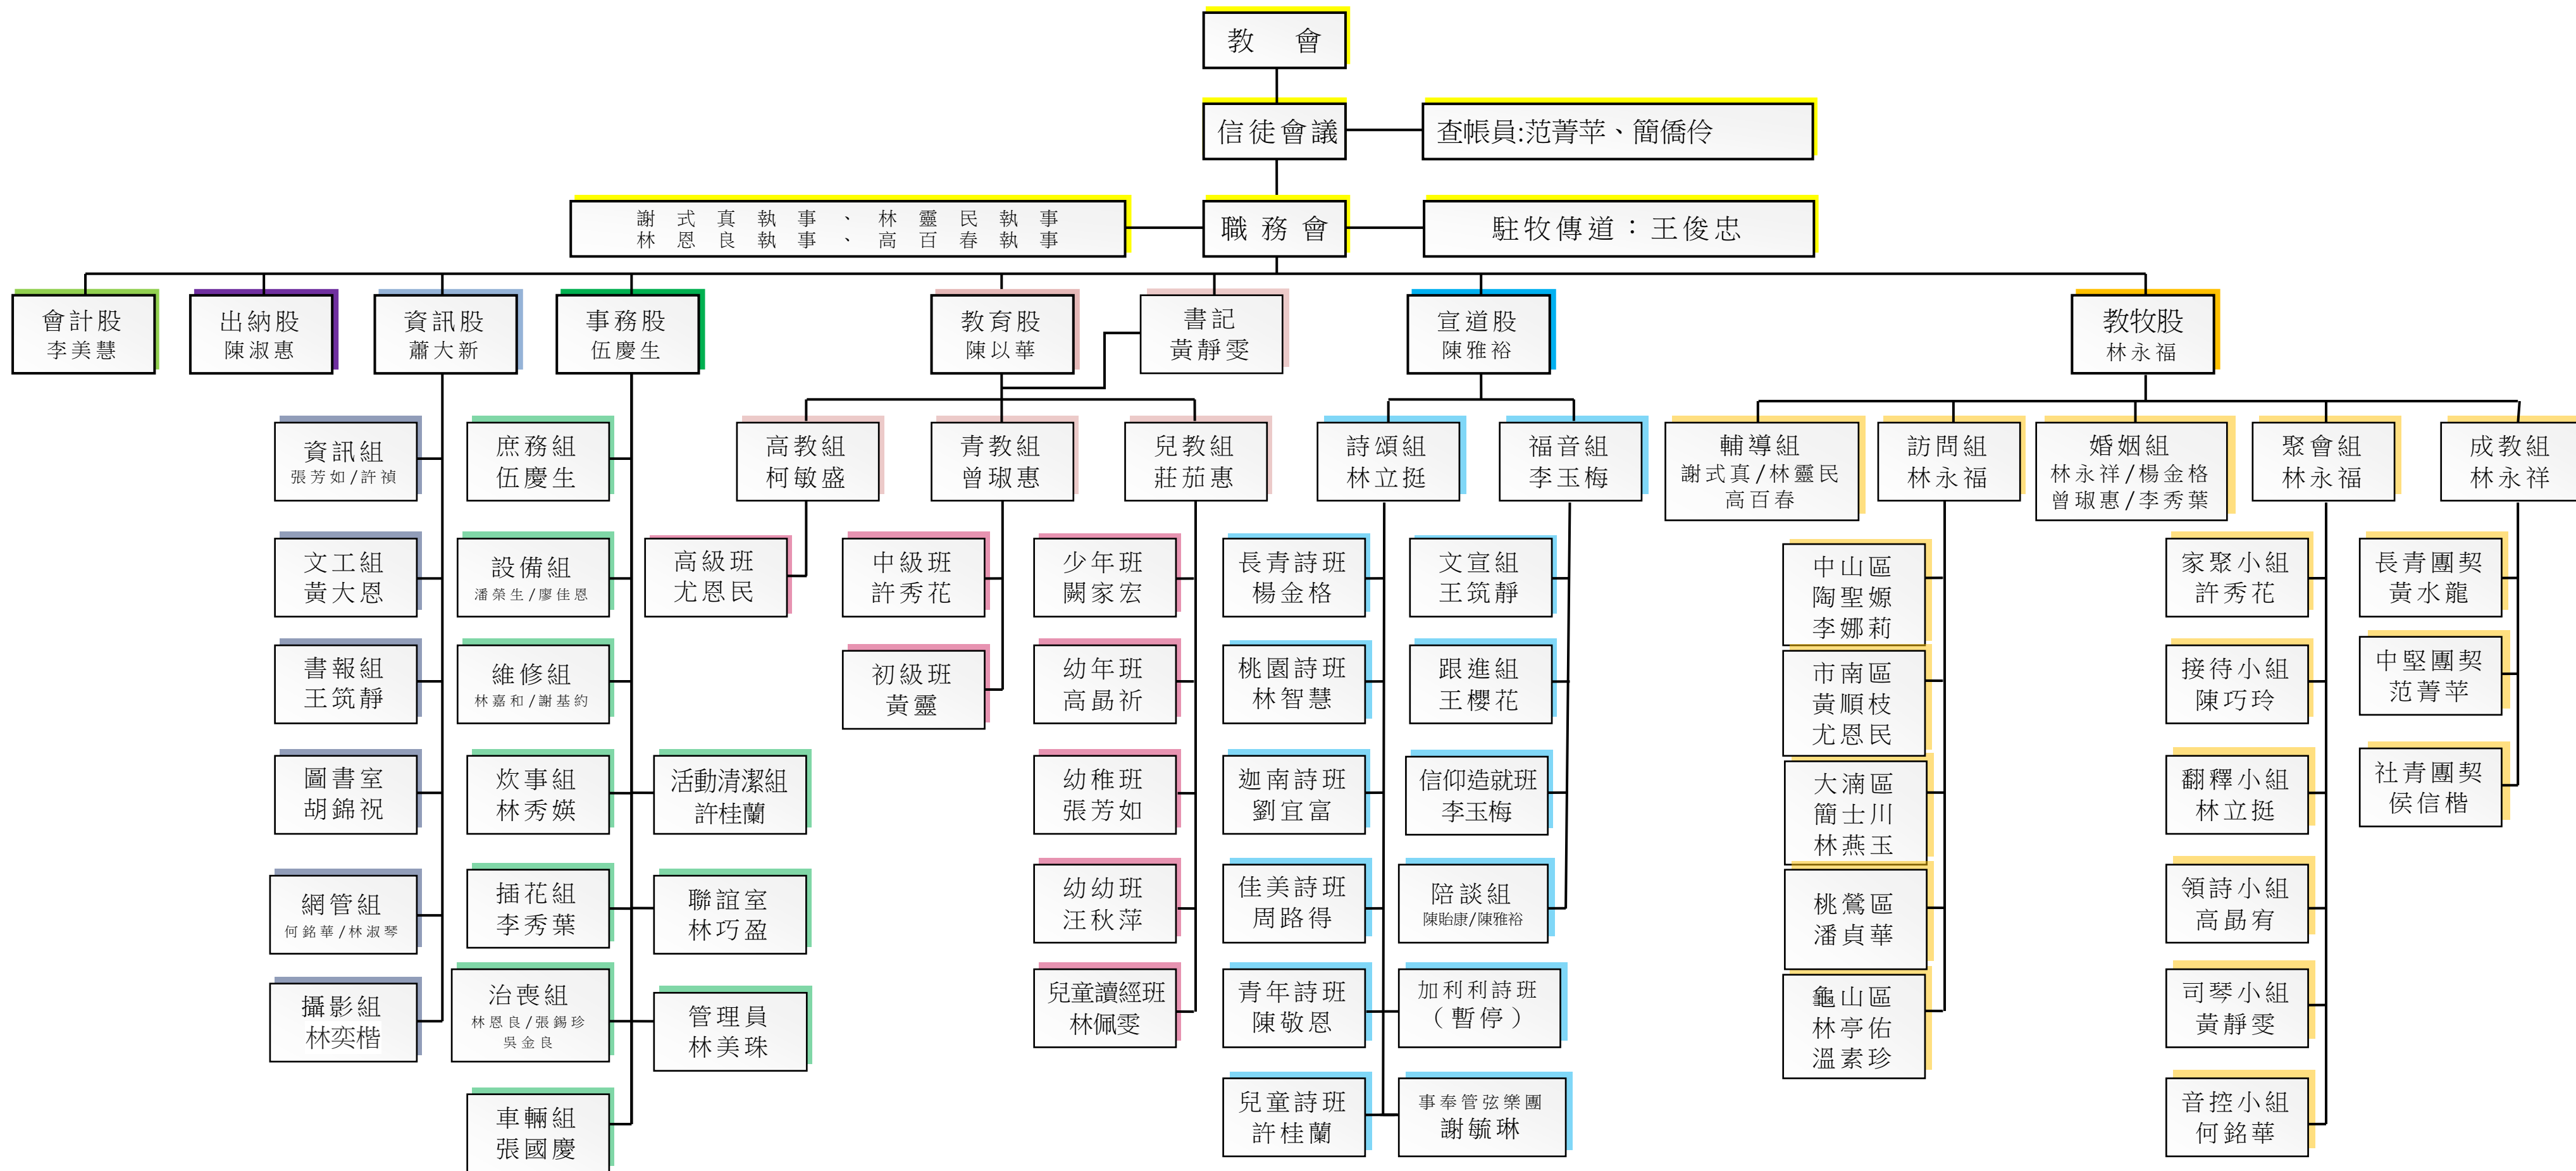 教 會
信徒會議
查帳員:范菁苹、簡僑伶
謝式真執事、林靈民執事
林恩良執事、高百春執事
職務會
駐牧傳道：王俊忠
會計股
李美慧
出納股
陳淑惠
資訊股
蕭大新
事務股
伍慶生
教育股
陳以華
書記
黃靜雯
宣道股
陳雅裕
教牧股
林永福
資訊組
張芳如/許禎
文工組
黃大恩
書報組
王筑靜
圖書室
胡錦祝
網管組
何銘華/林淑琴
攝影組
林奕楷
庶務組
伍慶生
設備組
潘榮生/廖佳恩
維修組
林嘉和/謝基約
炊事組
林秀媖
插花組
李秀葉
治喪組
林恩良/張錫珍
吳金良
車輛組
張國慶
活動清潔組
許桂蘭
聯誼室
林巧盈
管理員
林美珠
高教組
柯敏盛
高級班
尤恩民
青教組
曾琡惠
中級班
許秀花
初級班
黃靈
兒教組
莊茄惠
少年班
闕家宏
幼年班
高勗祈
幼稚班
張芳如
幼幼班
汪秋萍
兒童讀經班
林佩雯
詩頌組
林立挺
長青詩班
楊金格
桃園詩班
林智慧
迦南詩班
劉宜富
佳美詩班
周路得
青年詩班
陳敬恩
兒童詩班
許桂蘭
加利利詩班
（暫停）
事奉管弦樂團
謝毓琳
福音組
李玉梅
文宣組
王筑靜
跟進組
王櫻花
信仰造就班
李玉梅
陪談組
陳貽康/陳雅裕
輔導組
謝式真/林靈民
高百春
訪問組
林永福
中山區
陶聖嫄
李娜莉
市南區
黃順枝
尤恩民
大湳區
簡士川
林燕玉
桃鶯區
潘貞華
龜山區
林亭佑
溫素珍
婚姻組
林永祥/楊金格
曾琡惠/李秀葉
聚會組
林永福
家聚小組
許秀花
接待小組
陳巧玲
翻釋小組
林立挺
領詩小組
高勗宥
司琴小組
黃靜雯
音控小組
何銘華
成教組
林永祥
長青團契
黃水龍
中堅團契
范菁苹
社青團契
侯信楷